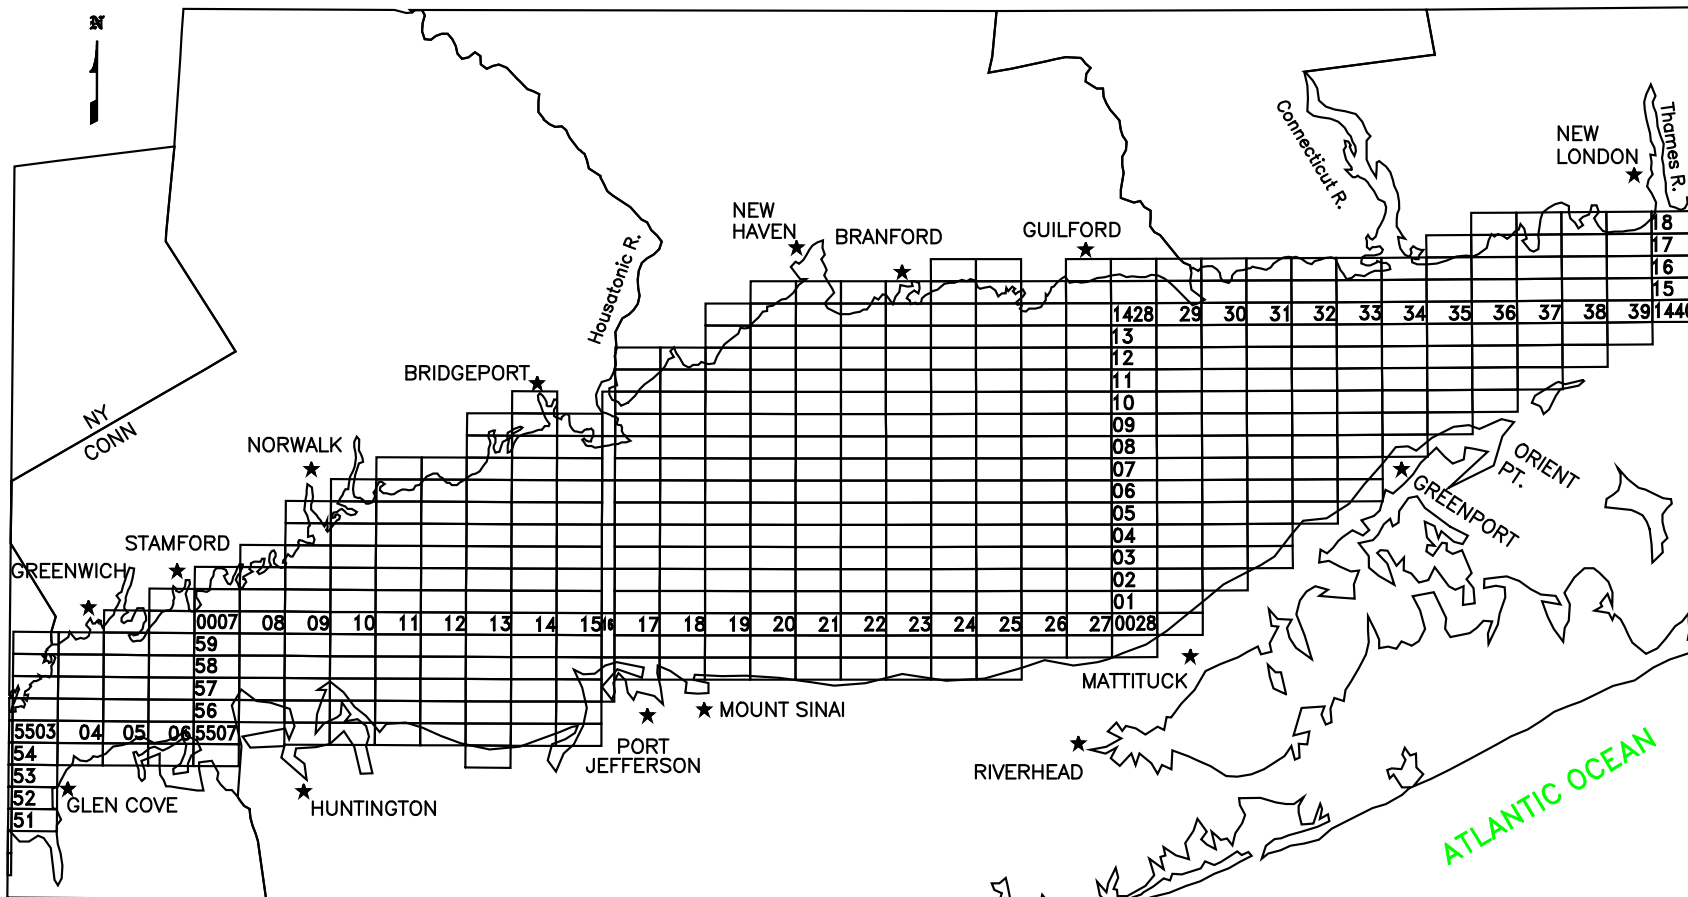 N
Connecticut R.
Thames R.
NEW
LONDON
NEW
HAVEN
BRANFORD
GUILFORD
Housatonic R.
18
17
16
15
1428 29 30 31 32 33 34 35 36 37 38 39 1440
13
12
11
10
09
08
07
06
05
04
03
02
01
BRIDGEPORT
NY
CONN
NORWALK
ORIENT
PT.
GREENPORT
STAMFORD
GREENWICH
0007 08 09 10 11 12 13 14 15 16 17 18 19 20 21 22 23 24 25 26 27 0028
59
58
57
56
5503 04 05 06 5507
54
53
52
51
MATTITUCK
MOUNT SINAI
PORT
JEFFERSON
RIVERHEAD
GLEN COVE
HUNTINGTON
ATLANTIC OCEAN